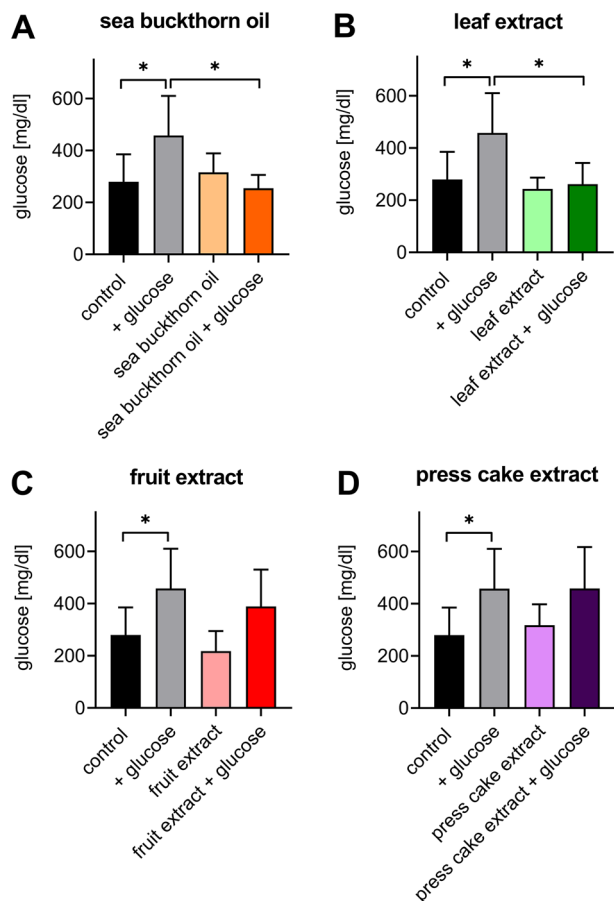 A
sea buckthorn oil
*
*
glucose [mg/dl]
600
400
200
0
control
+ glucose
sea buckthorn oil
sea buckthorn oil + glucose
B
leaf extract
*
*
glucose [mg/dl]
600
400
200
0
control
+ glucose
leaf extract
leaf extract + glucose
C
fruit extract
*
glucose [mg/dl]
600
400
200
0
control
+ glucose
fruit extract
fruit extract + glucose
D
press cake extract
*
glucose [mg/dl]
600
400
200
0
control
+ glucose
press cake extract
press cake extract + glucose